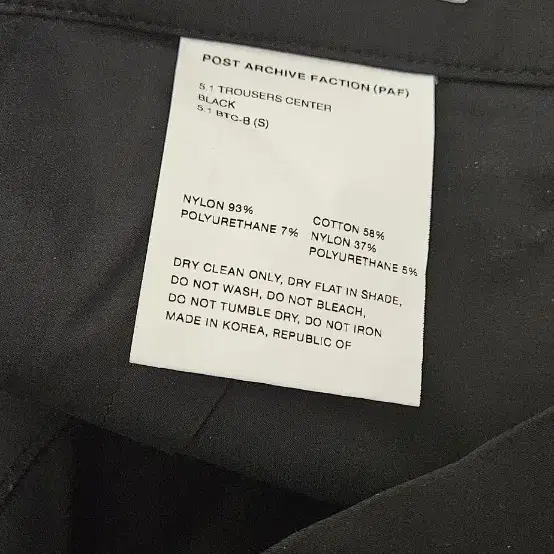 POST ARCHIVE FACTION (PAF)
5.1 TROUSERS CENTER
BLACK
5.1 BTC-B (S)
NYLON 93%
POLYURETHANE 7%
COTTON 58%
NYLON 37%
POLYURETHANE 5%
DRY CLEAN ONLY, DRY FLAT IN SHADE,
DO NOT WASH, DO NOT BLEACH,
DO NOT TUMBLE DRY, DO NOT IRON
MADE IN KOREA, REPUBLIC OF